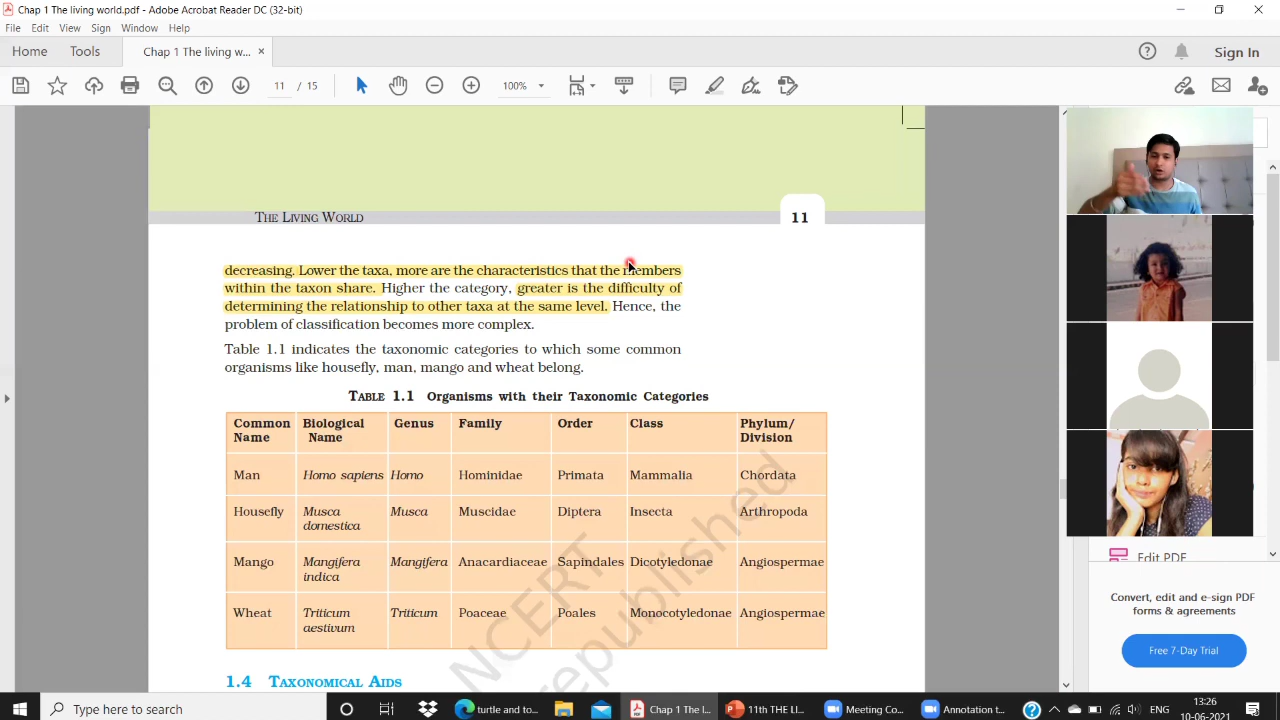 Chap 1 The living world.pdf - Adobe Acrobat Reader DC (32-bit)
File Edit View Sign Window Help
Home Tools Chap 1 The living w... × Sign In
11 / 15 100%
THE LIVING WORLD 11
decreasing. Lower the taxa, more are the characteristics that the members
within the taxon share. Higher the category, greater is the difficulty of
determining the relationship to other taxa at the same level. Hence, the
problem of classification becomes more complex.
Table 1.1 indicates the taxonomic categories to which some common
organisms like housefly, man, mango and wheat belong.
TABLE 1.1 Organisms with their Taxonomic Categories
Common Name Biological Name Genus Family Order Class Phylum/ Division
Man Homo sapiens Homo Hominidae Primata Mammalia Chordata
Housefly Musca domestica Musca Muscidae Diptera Insecta Arthropoda
Mango Mangifera indica Mangifera Anacardiaceae Sapindales Dicotyledonae Angiospermae
Wheat Triticum aestivum Triticum Poaceae Poales Monocotyledonae Angiospermae
NCERT
republished
1.4 TAXONOMICAL AIDS
Edit PDF
Convert, edit and e-sign PDF
forms & agreements
Free 7-Day Trial
Type here to search
turtle and to...
Chap 1 The l...
11th THE LI...
Meeting Co...
Annotation t...
ENG
13:26
10-06-2021